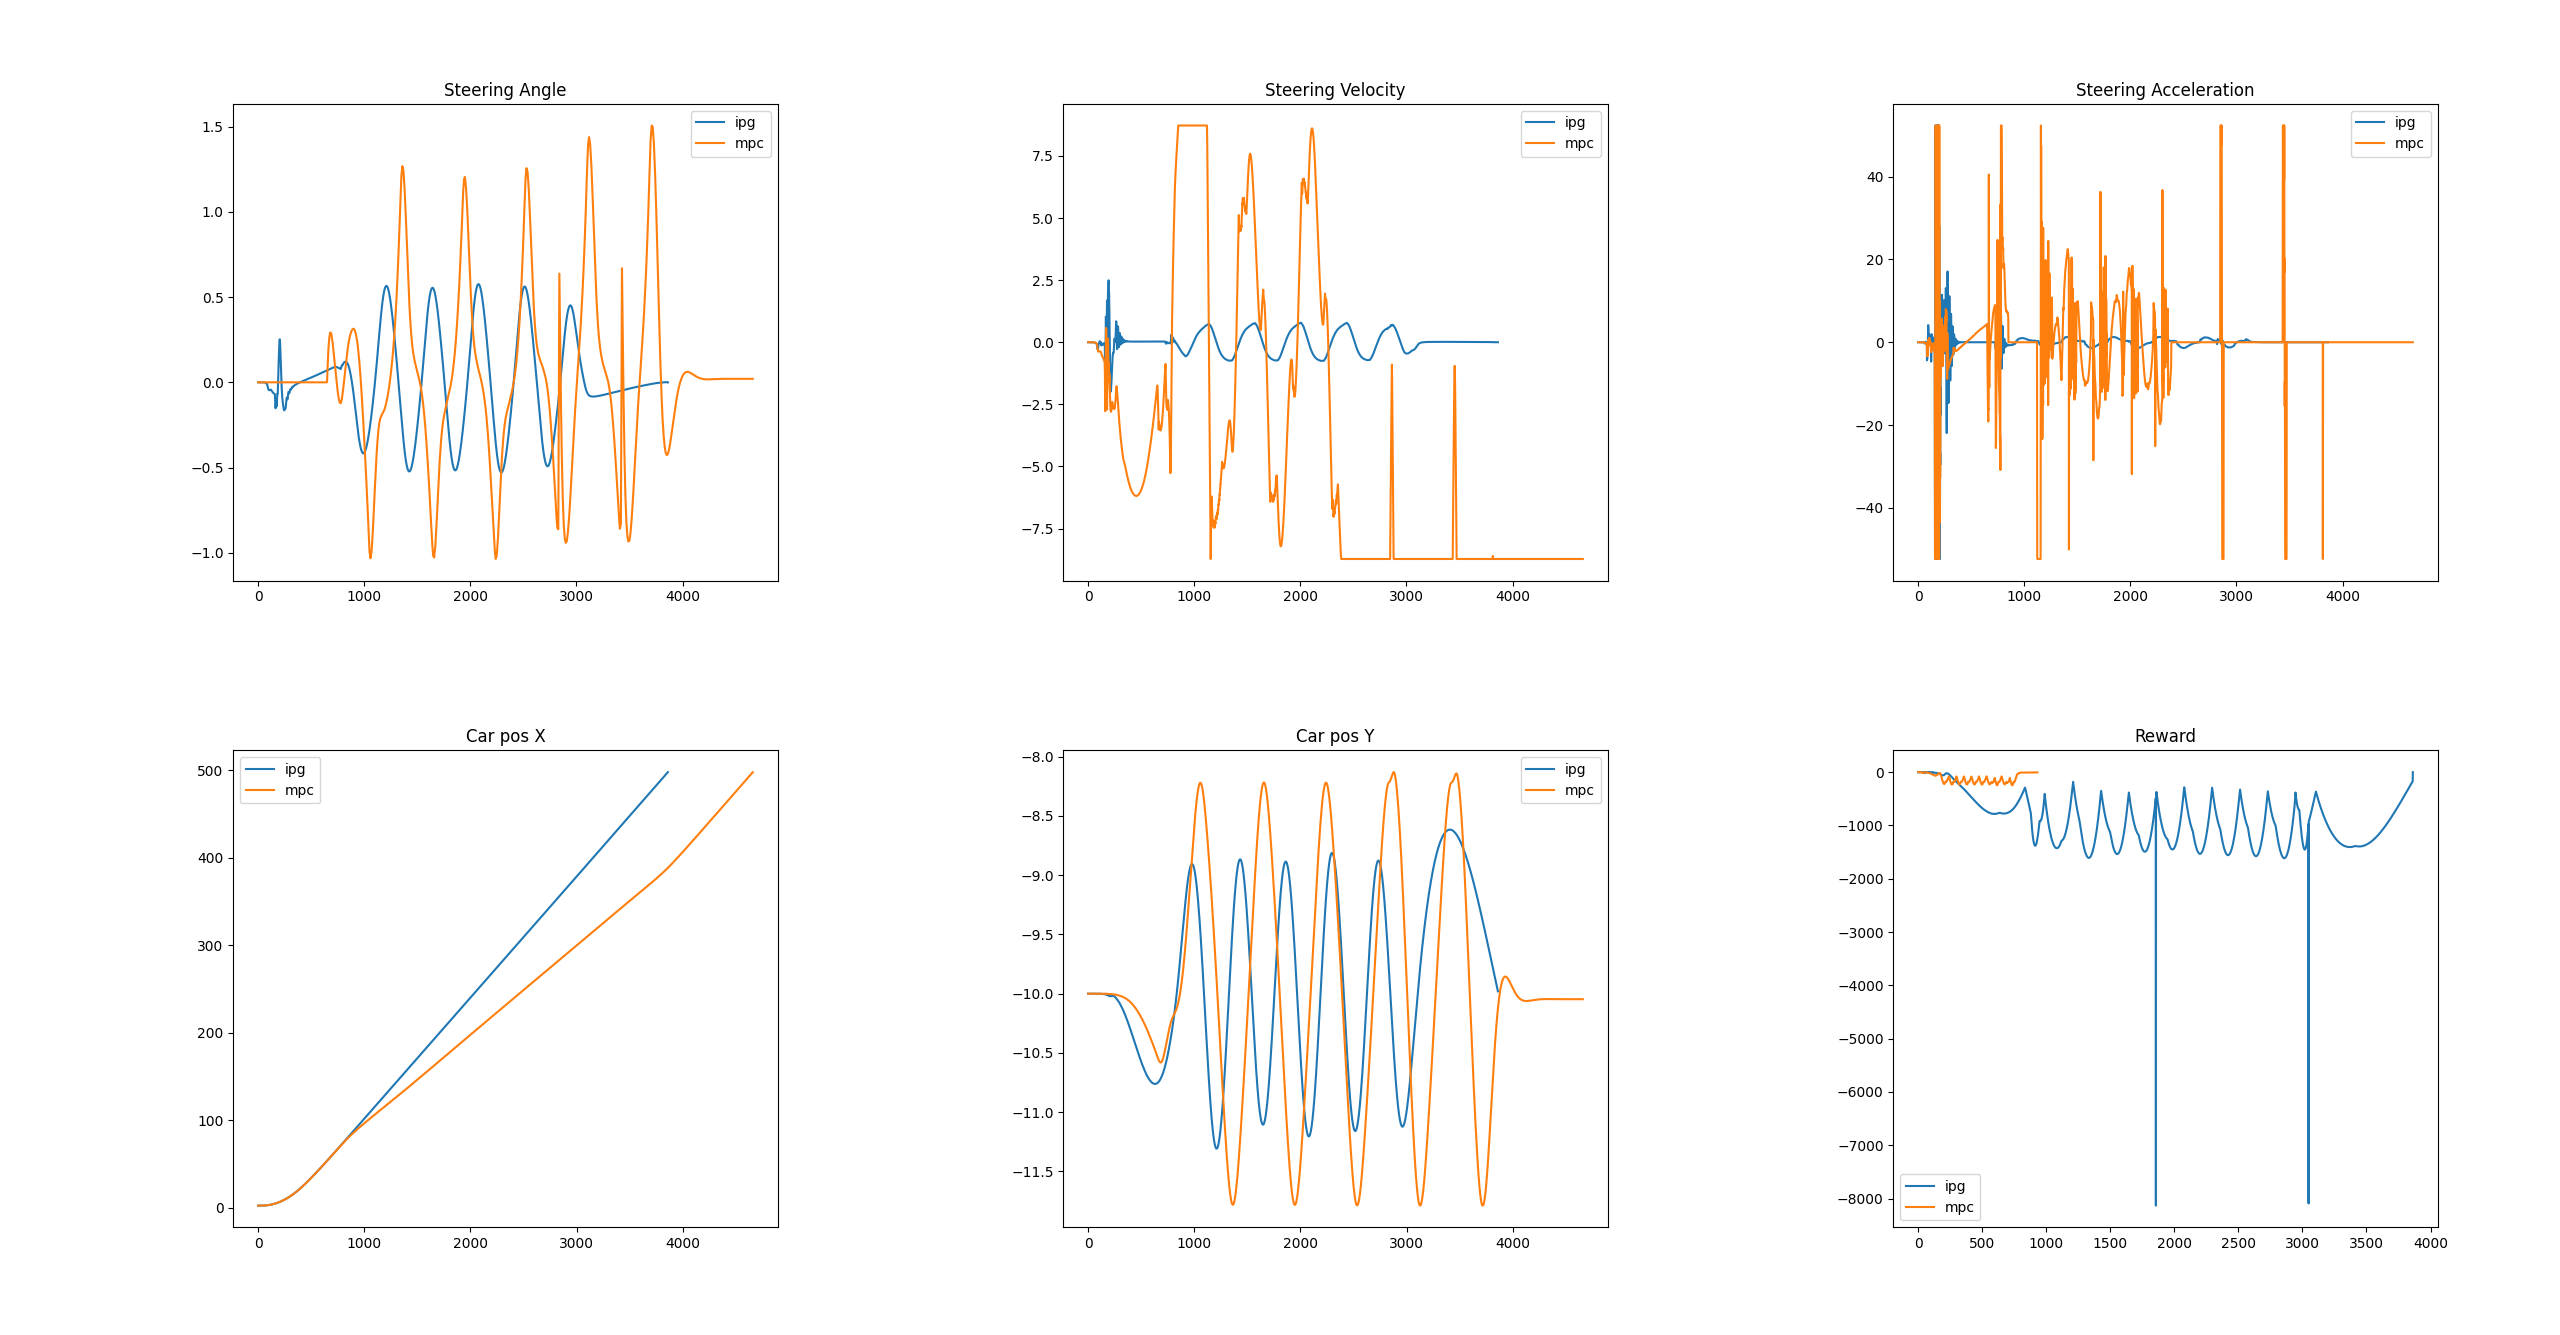 Steering Angle
ipg
mpc
1.5
1.0
0.5
0.0
−0.5
−1.0
0 1000 2000 3000 4000
Steering Velocity
ipg
mpc
7.5
5.0
2.5
0.0
−2.5
−5.0
−7.5
0 1000 2000 3000 4000
Steering Acceleration
ipg
mpc
40
20
0
−20
−40
0 1000 2000 3000 4000
Car pos X
ipg
mpc
500
400
300
200
100
0
0 1000 2000 3000 4000
Car pos Y
ipg
mpc
−8.0
−8.5
−9.0
−9.5
−10.0
−10.5
−11.0
−11.5
0 1000 2000 3000 4000
Reward
0
−1000
−2000
−3000
−4000
−5000
−6000
−7000
−8000
ipg
mpc
0 500 1000 1500 2000 2500 3000 3500 4000